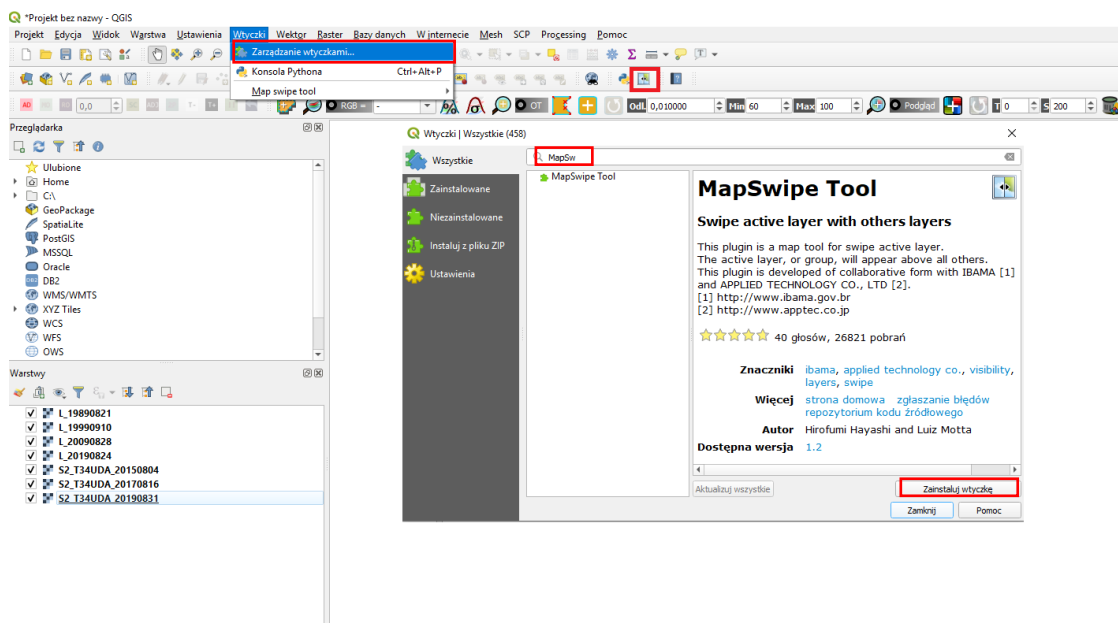 *Projekt bez nazwy - QGIS
Projekt Edycja Widok Warstwa Ustawienia Wtyczki Wektor Raster Bazy danych W internecie Mesh SCP Processing Pomoc
Zarządzanie wtyczkami...
Konsola Pythona Ctrl+Alt+P
Map swipe tool
0,0
RGB = -
OT
Odl. 0,010000
Min 60
Max 100
Podgląd
T 0
S 200
Przeglądarka
Ulubione
Home
C:\
GeoPackage
SpatiaLite
PostGIS
MSSQL
Oracle
DB2
WMS/WMTS
XYZ Tiles
WCS
WFS
OWS
Warstwy
L_19890821
L_19990910
L_20090828
L_20190824
S2_T34UDA_20150804
S2_T34UDA_20170816
S2_T34UDA_20190831
Wtyczki | Wszystkie (458)
Wszystkie
Zainstalowane
Niezainstalowane
Instaluj z pliku ZIP
Ustawienia
MapSw
MapSwipe Tool
MapSwipe Tool
Swipe active layer with others layers
This plugin is a map tool for swipe active layer.
The active layer, or group, will appear above all others.
This plugin is developed of collaborative form with IBAMA [1]
and APPLIED TECHNOLOGY CO., LTD [2].
[1] http://www.ibama.gov.br
[2] http://www.apptec.co.jp
40 głosów, 26821 pobrań
Znaczniki ibama, applied technology co., visibility,
layers, swipe
Więcej strona domowa zgłaszanie błędów
repozytorium kodu źródłowego
Autor Hirofumi Hayashi and Luiz Motta
Dostępna wersja 1.2
Aktualizuj wszystkie
Zainstaluj wtyczkę
Zamknij
Pomoc